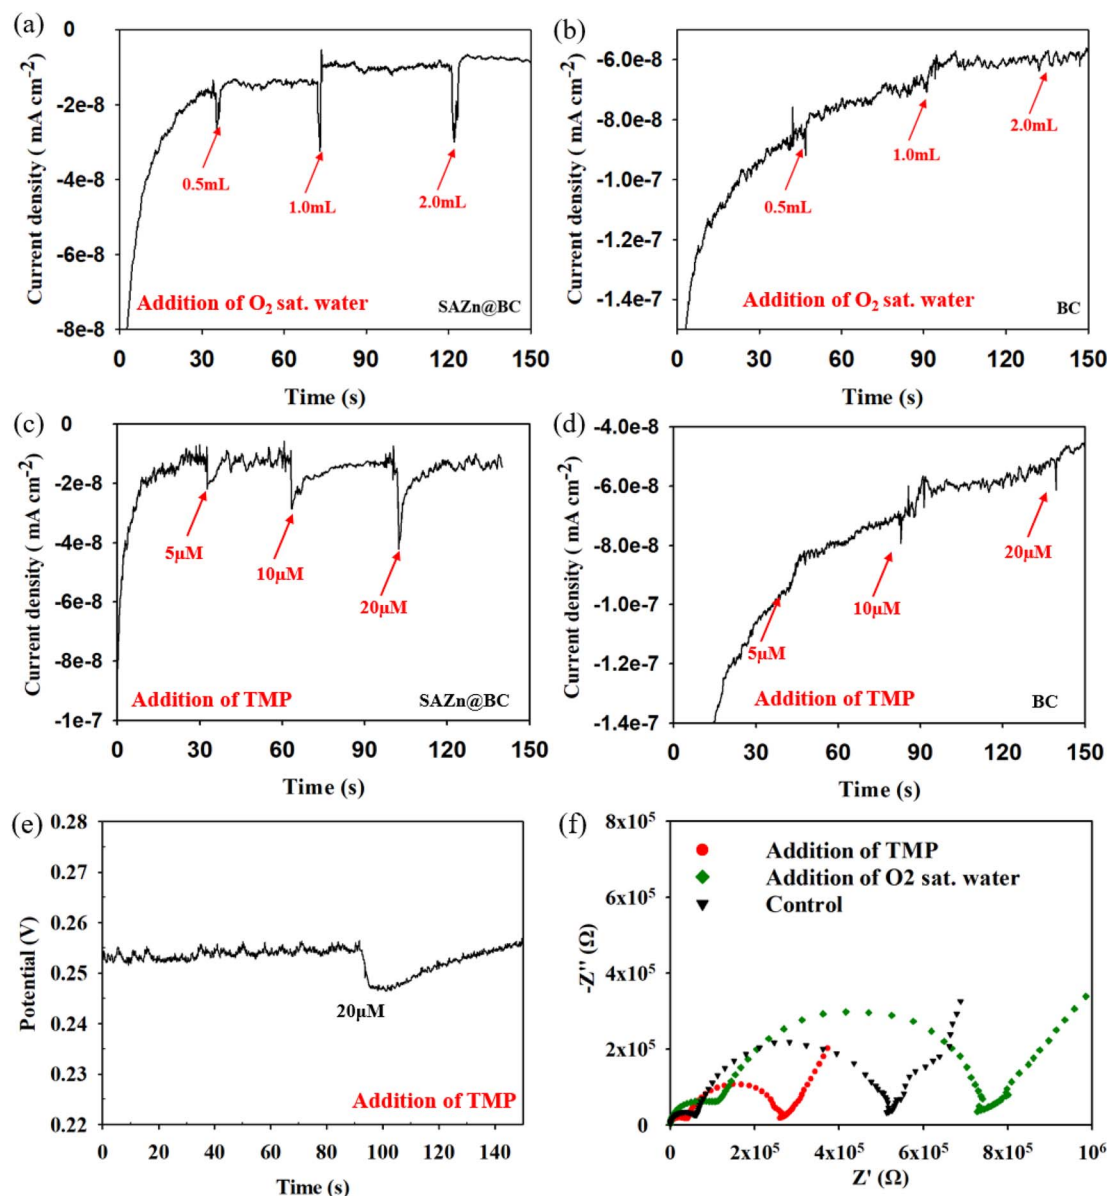 (a)
Current density ( mA cm⁻²)
0
-2e-8
-4e-8
-6e-8
-8e-8
0.5mL
1.0mL
2.0mL
Addition of O₂ sat. water
SAZn@BC
0 30 60 90 120 150
Time (s)
(b)
Current density ( mA cm⁻²)
-6.0e-8
-8.0e-8
-1.0e-7
-1.2e-7
-1.4e-7
0.5mL
1.0mL
2.0mL
Addition of O₂ sat. water
BC
0 30 60 90 120 150
Time (s)
(c)
Current density ( mA cm⁻²)
0
-2e-8
-4e-8
-6e-8
-8e-8
-1e-7
5μM
10μM
20μM
Addition of TMP
SAZn@BC
0 30 60 90 120 150
Time (s)
(d)
Current density ( mA cm⁻²)
-4.0e-8
-6.0e-8
-8.0e-8
-1.0e-7
-1.2e-7
-1.4e-7
5μM
10μM
20μM
Addition of TMP
BC
0 30 60 90 120 150
Time (s)
(e)
Potential (V)
0.28
0.27
0.26
0.25
0.24
0.23
0.22
20μM
Addition of TMP
0 20 40 60 80 100 120 140
Time (s)
(f)
-Z'' (Ω)
8x10⁵
6x10⁵
4x10⁵
2x10⁵
0
Addition of TMP
Addition of O2 sat. water
Control
0 2x10⁵ 4x10⁵ 6x10⁵ 8x10⁵ 10⁶
Z' (Ω)